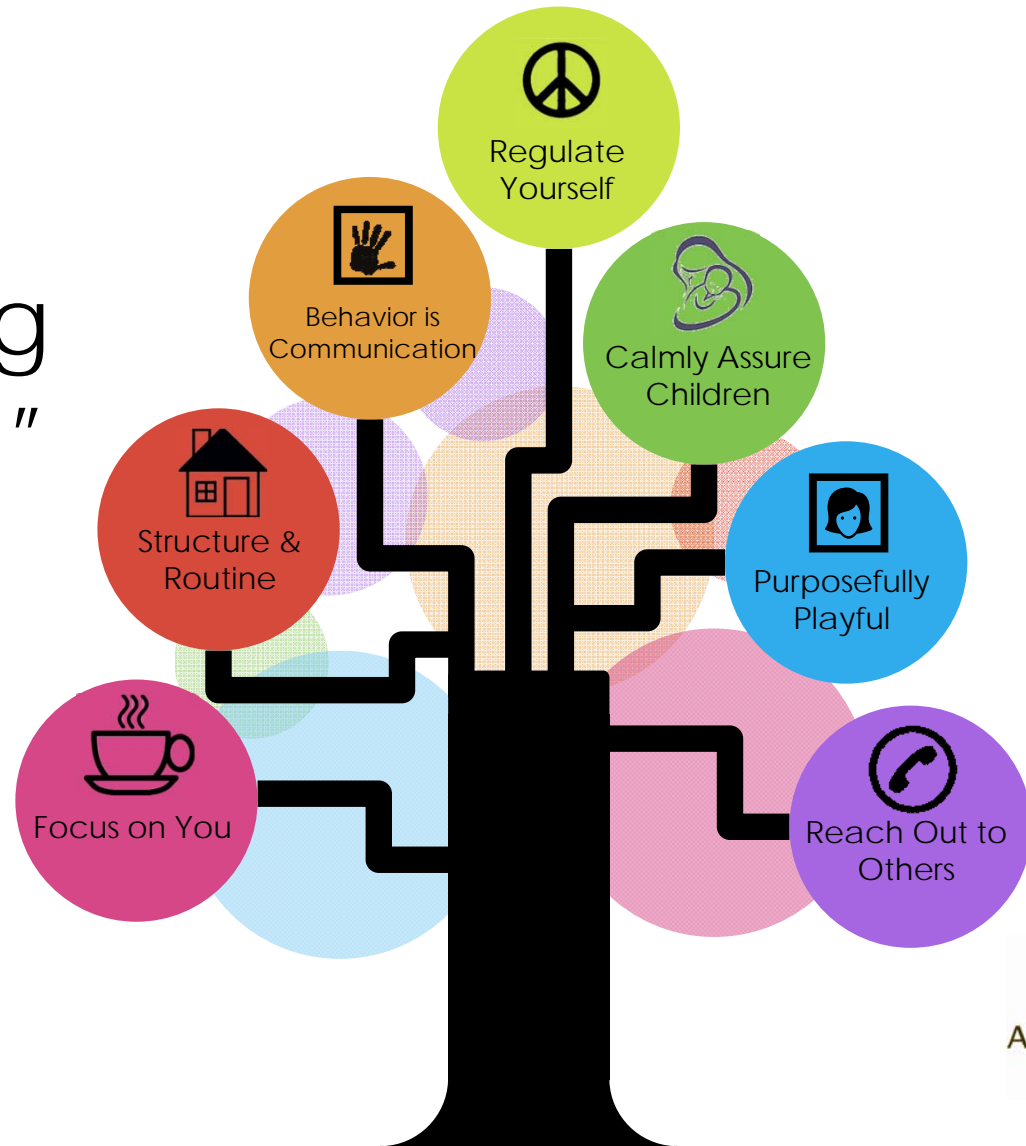 g
"
Regulate
Yourself
Behavior is
Communication
Calmly Assure
Children
Structure &
Routine
Purposefully
Playful
Focus on You
Reach Out to
Others
A